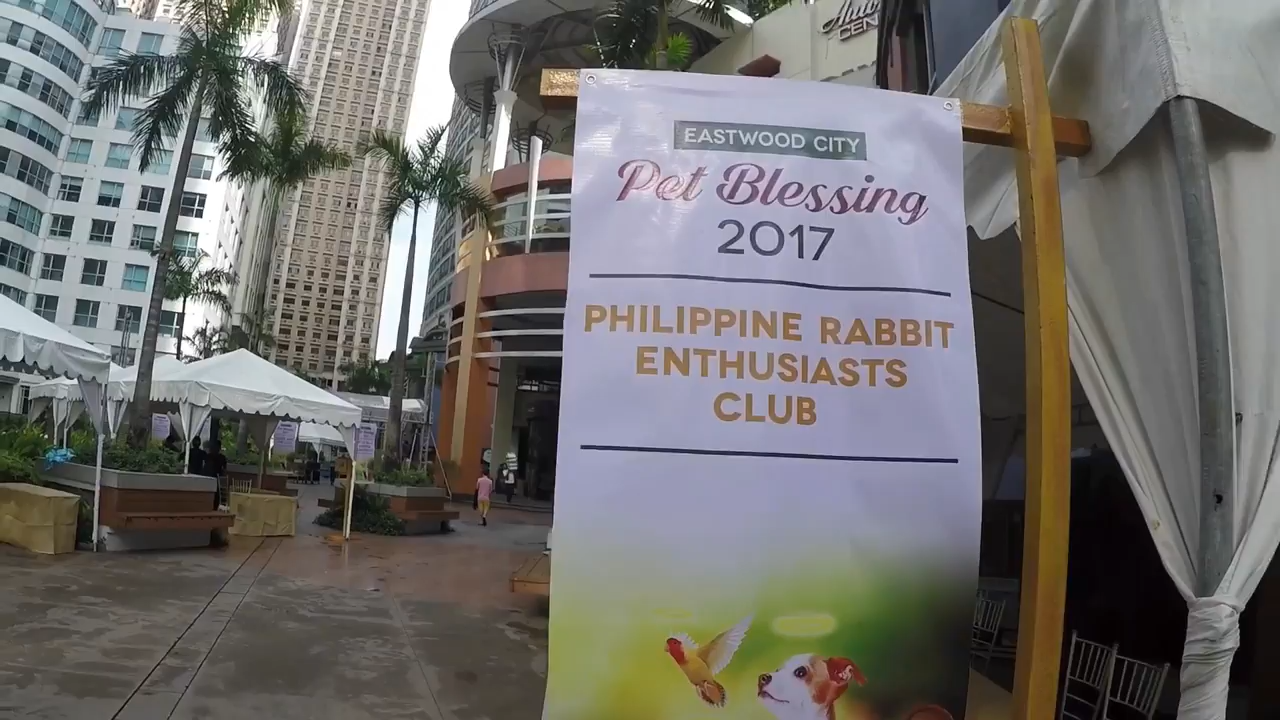 EASTWOOD CITY
Pet Blessing
2017
PHILIPPINE RABBIT
ENTHUSIASTS
CLUB